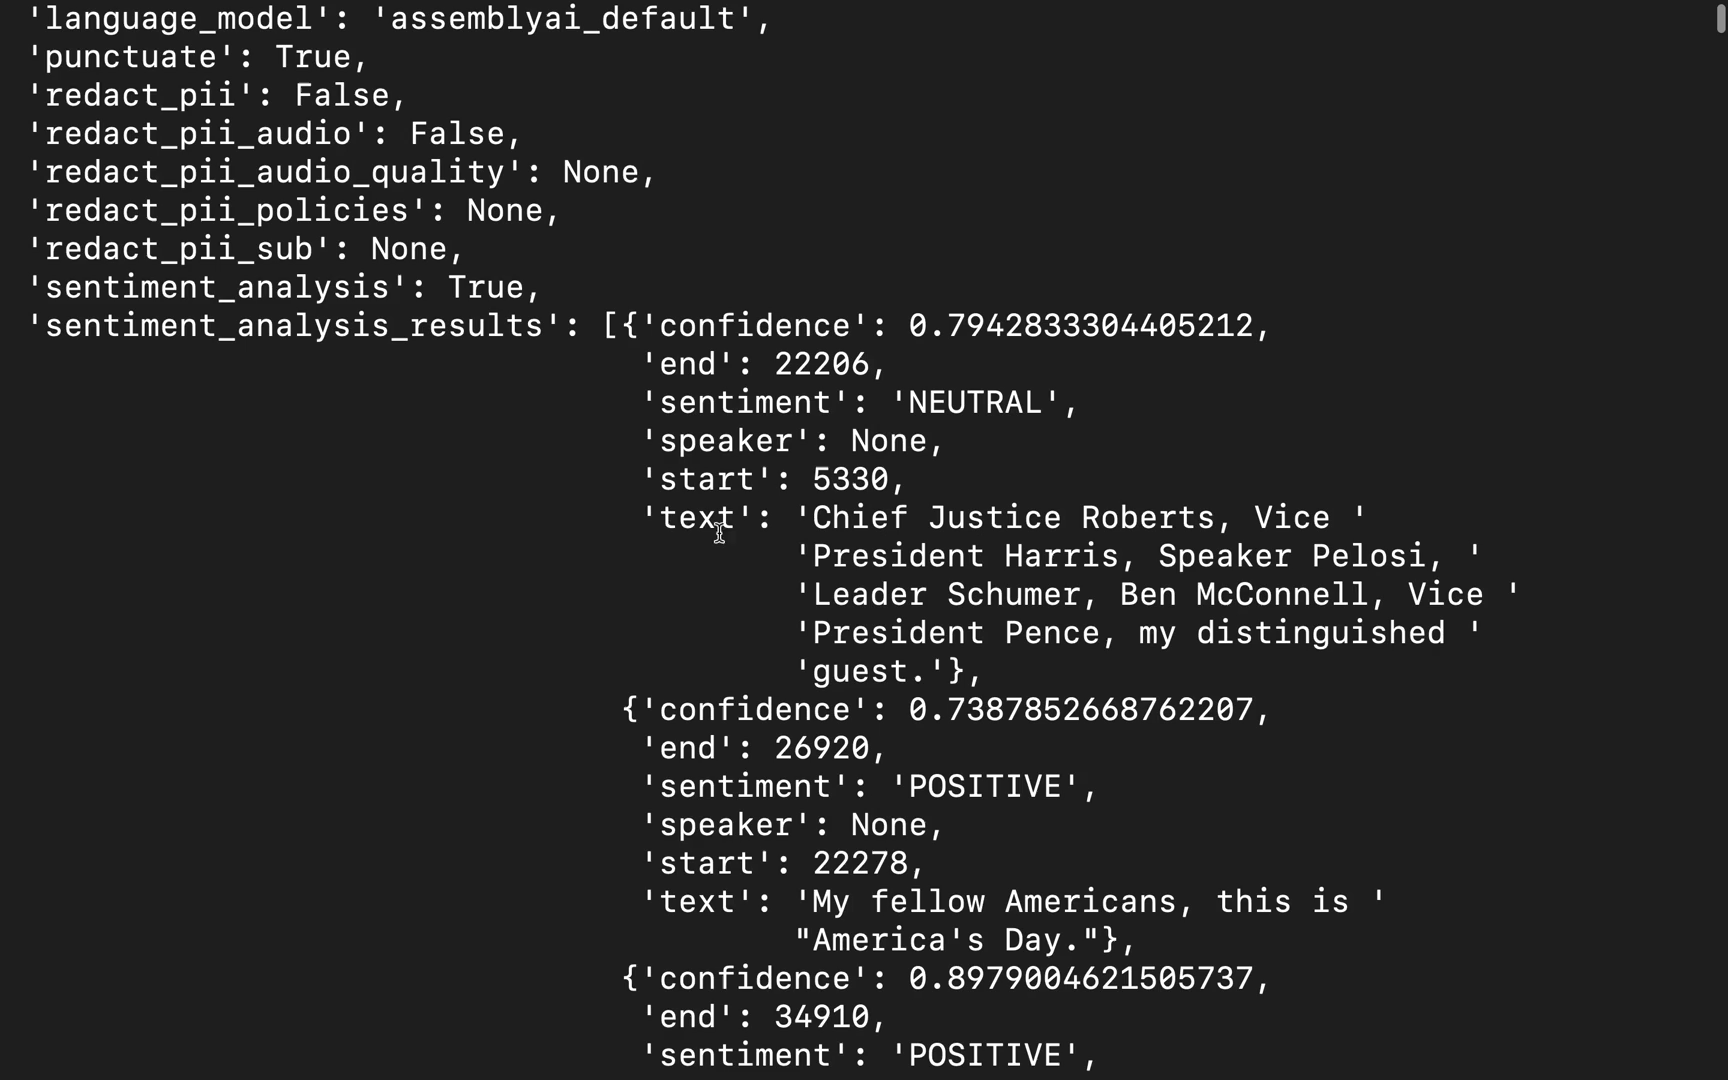 'language_model': 'assemblyai_default',
'punctuate': True,
'redact_pii': False,
'redact_pii_audio': False,
'redact_pii_audio_quality': None,
'redact_pii_policies': None,
'redact_pii_sub': None,
'sentiment_analysis': True,
'sentiment_analysis_results': [{'confidence': 0.7942833304405212,
'end': 22206,
'sentiment': 'NEUTRAL',
'speaker': None,
'start': 5330,
'text': 'Chief Justice Roberts, Vice '
'President Harris, Speaker Pelosi, '
'Leader Schumer, Ben McConnell, Vice '
'President Pence, my distinguished '
'guest.'},
{'confidence': 0.7387852668762207,
'end': 26920,
'sentiment': 'POSITIVE',
'speaker': None,
'start': 22278,
'text': 'My fellow Americans, this is '
"America's Day."},
{'confidence': 0.8979004621505737,
'end': 34910,
'sentiment': 'POSITIVE',